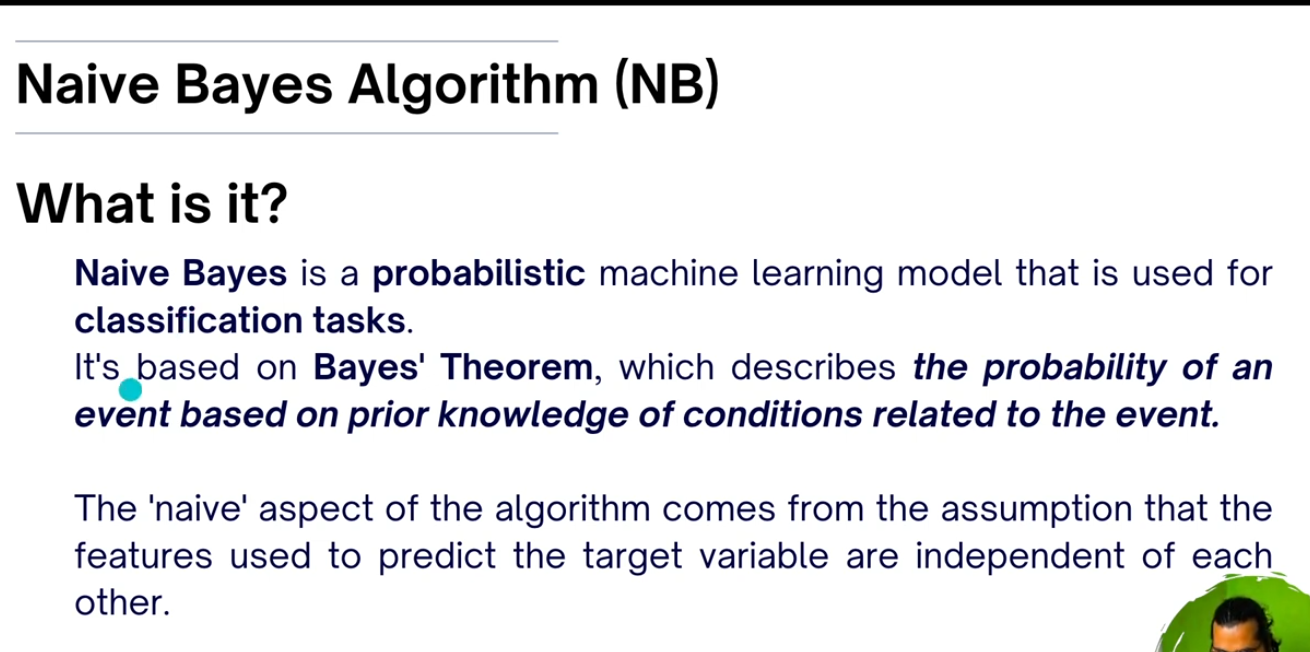 Naive Bayes Algorithm (NB)
What is it?
Naive Bayes is a probabilistic machine learning model that is used for
classification tasks.
It's based on Bayes' Theorem, which describes the probability of an
event based on prior knowledge of conditions related to the event.
The 'naive' aspect of the algorithm comes from the assumption that the
features used to predict the target variable are independent of each
other.